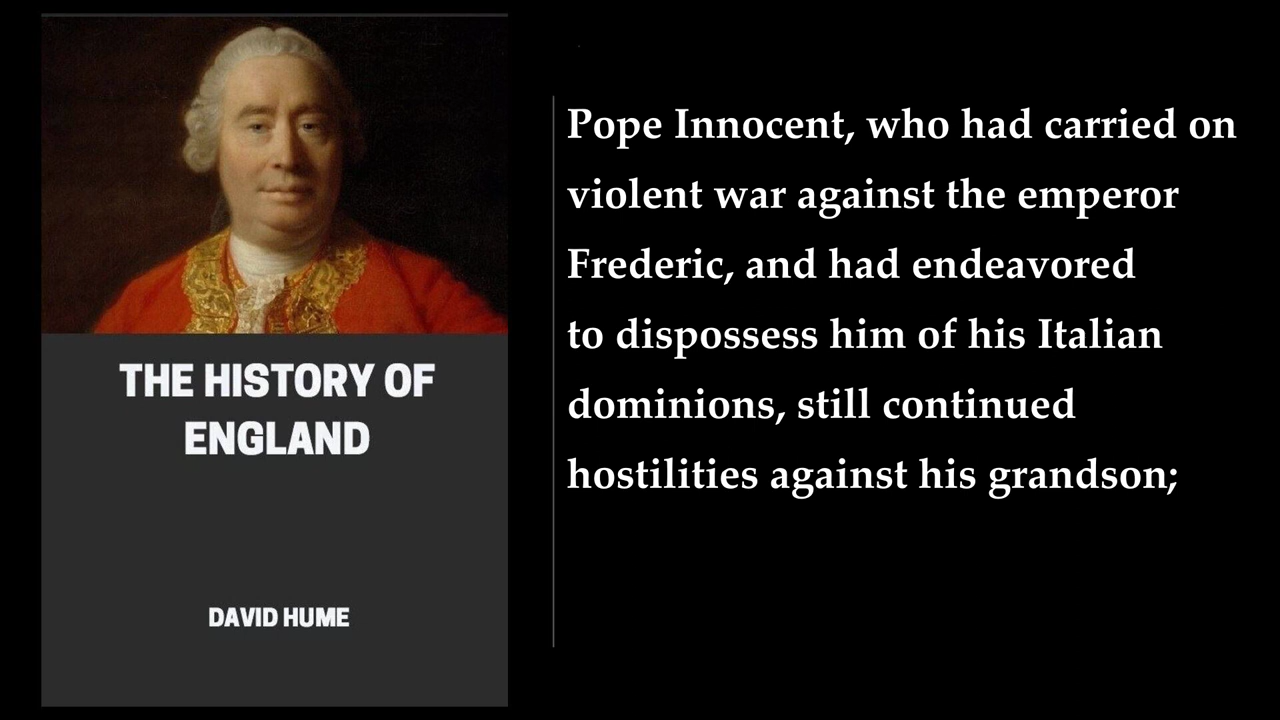 THE HISTORY OF
ENGLAND
DAVID HUME
Pope Innocent, who had carried on
violent war against the emperor
Frederic, and had endeavored
to dispossess him of his Italian
dominions, still continued
hostilities against his grandson;